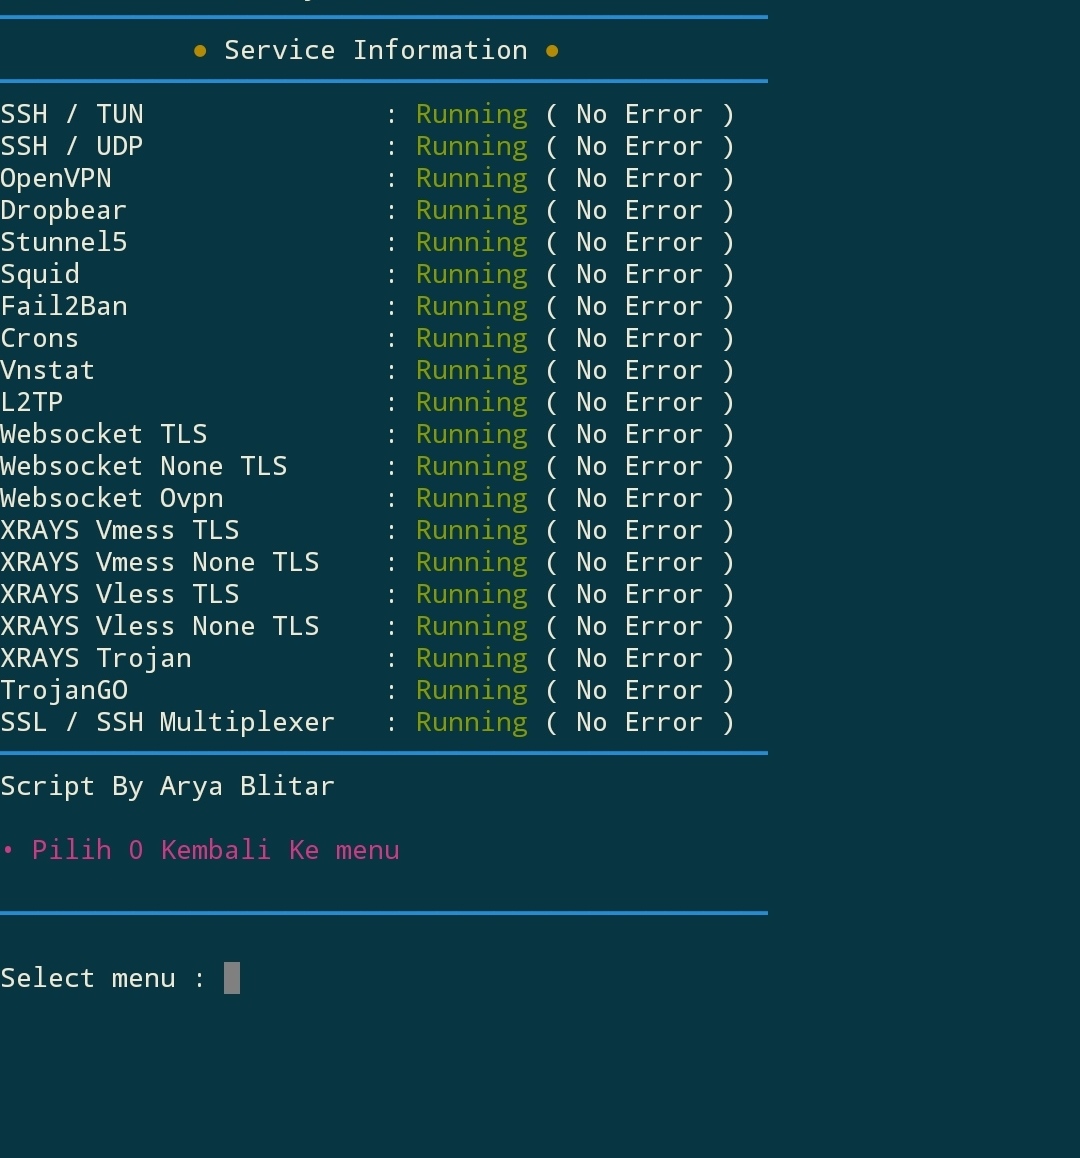 ● Service Information ●
SSH / TUN : Running ( No Error )
SSH / UDP : Running ( No Error )
OpenVPN : Running ( No Error )
Dropbear : Running ( No Error )
Stunnel5 : Running ( No Error )
Squid : Running ( No Error )
Fail2Ban : Running ( No Error )
Crons : Running ( No Error )
Vnstat : Running ( No Error )
L2TP : Running ( No Error )
Websocket TLS : Running ( No Error )
Websocket None TLS : Running ( No Error )
Websocket Ovpn : Running ( No Error )
XRAYS Vmess TLS : Running ( No Error )
XRAYS Vmess None TLS : Running ( No Error )
XRAYS Vless TLS : Running ( No Error )
XRAYS Vless None TLS : Running ( No Error )
XRAYS Trojan : Running ( No Error )
TrojanGO : Running ( No Error )
SSL / SSH Multiplexer : Running ( No Error )
Script By Arya Blitar
• Pilih O Kembali Ke menu
Select menu :